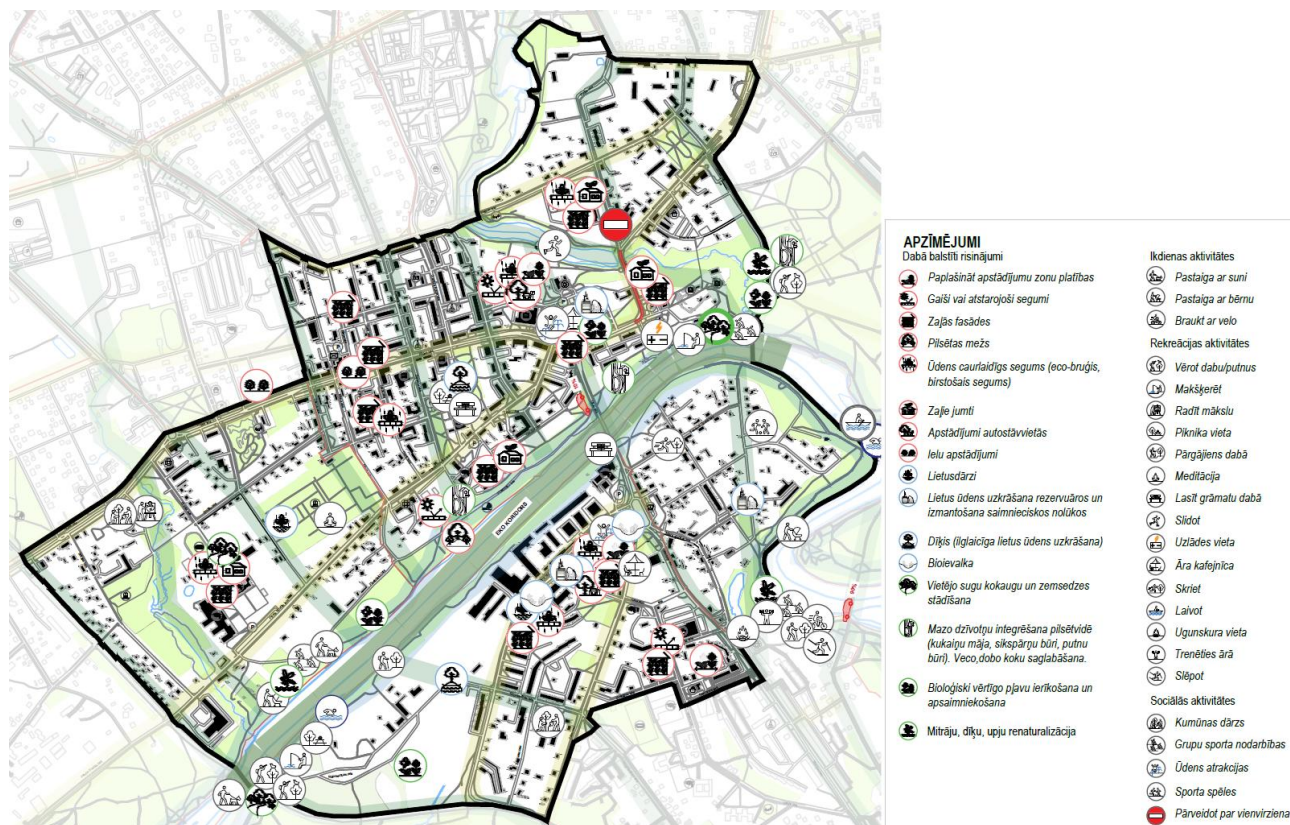 EKO KORIDORS
APZĪMĒJUMI
Dabā balstīti risinājumi
Paplašināt apstādījumu zonu platības
Gaiši vai atstarojoši segumi
Zaļās fasādes
Pilsētas mežs
Ūdens caurlaidīgs segums (eco-bruģis,
birstošais segums)
Zaļie jumti
Apstādījumi autostāvvietās
Ielu apstādījumi
Lietusdārzi
Lietus ūdens uzkrāšana rezervuāros un
izmantošana saimnieciskos nolūkos
Dīķis (ilglaicīga lietus ūdens uzkrāšana)
Bioievalka
Vietējo sugu kokaugu un zemsedzes
stādīšana
Mazo dzīvotņu integrēšana pilsētvidē
(kukaiņu māja, sikspārņu būri, putnu
būri). Veco,dobo koku saglabāšana.
Bioloģiski vērtīgo pļavu ierīkošana un
apsaimniekošana
Mitrāju, dīķu, upju renaturalizācija
Ikdienas aktivitātes
Pastaiga ar suni
Pastaiga ar bērnu
Braukt ar velo
Rekreācijas aktivitātes
Vērot dabu/putnus
Makšķerēt
Radīt mākslu
Piknika vieta
Pārgājiens dabā
Meditācija
Lasīt grāmatu dabā
Slidot
Uzlādes vieta
Āra kafejnīca
Skriet
Laivot
Ugunskura vieta
Trenēties ārā
Slēpot
Sociālās aktivitātes
Kumūnas dārzs
Grupu sporta nodarbības
Ūdens atrakcijas
Sporta spēles
Pārveidot par vienvirziena